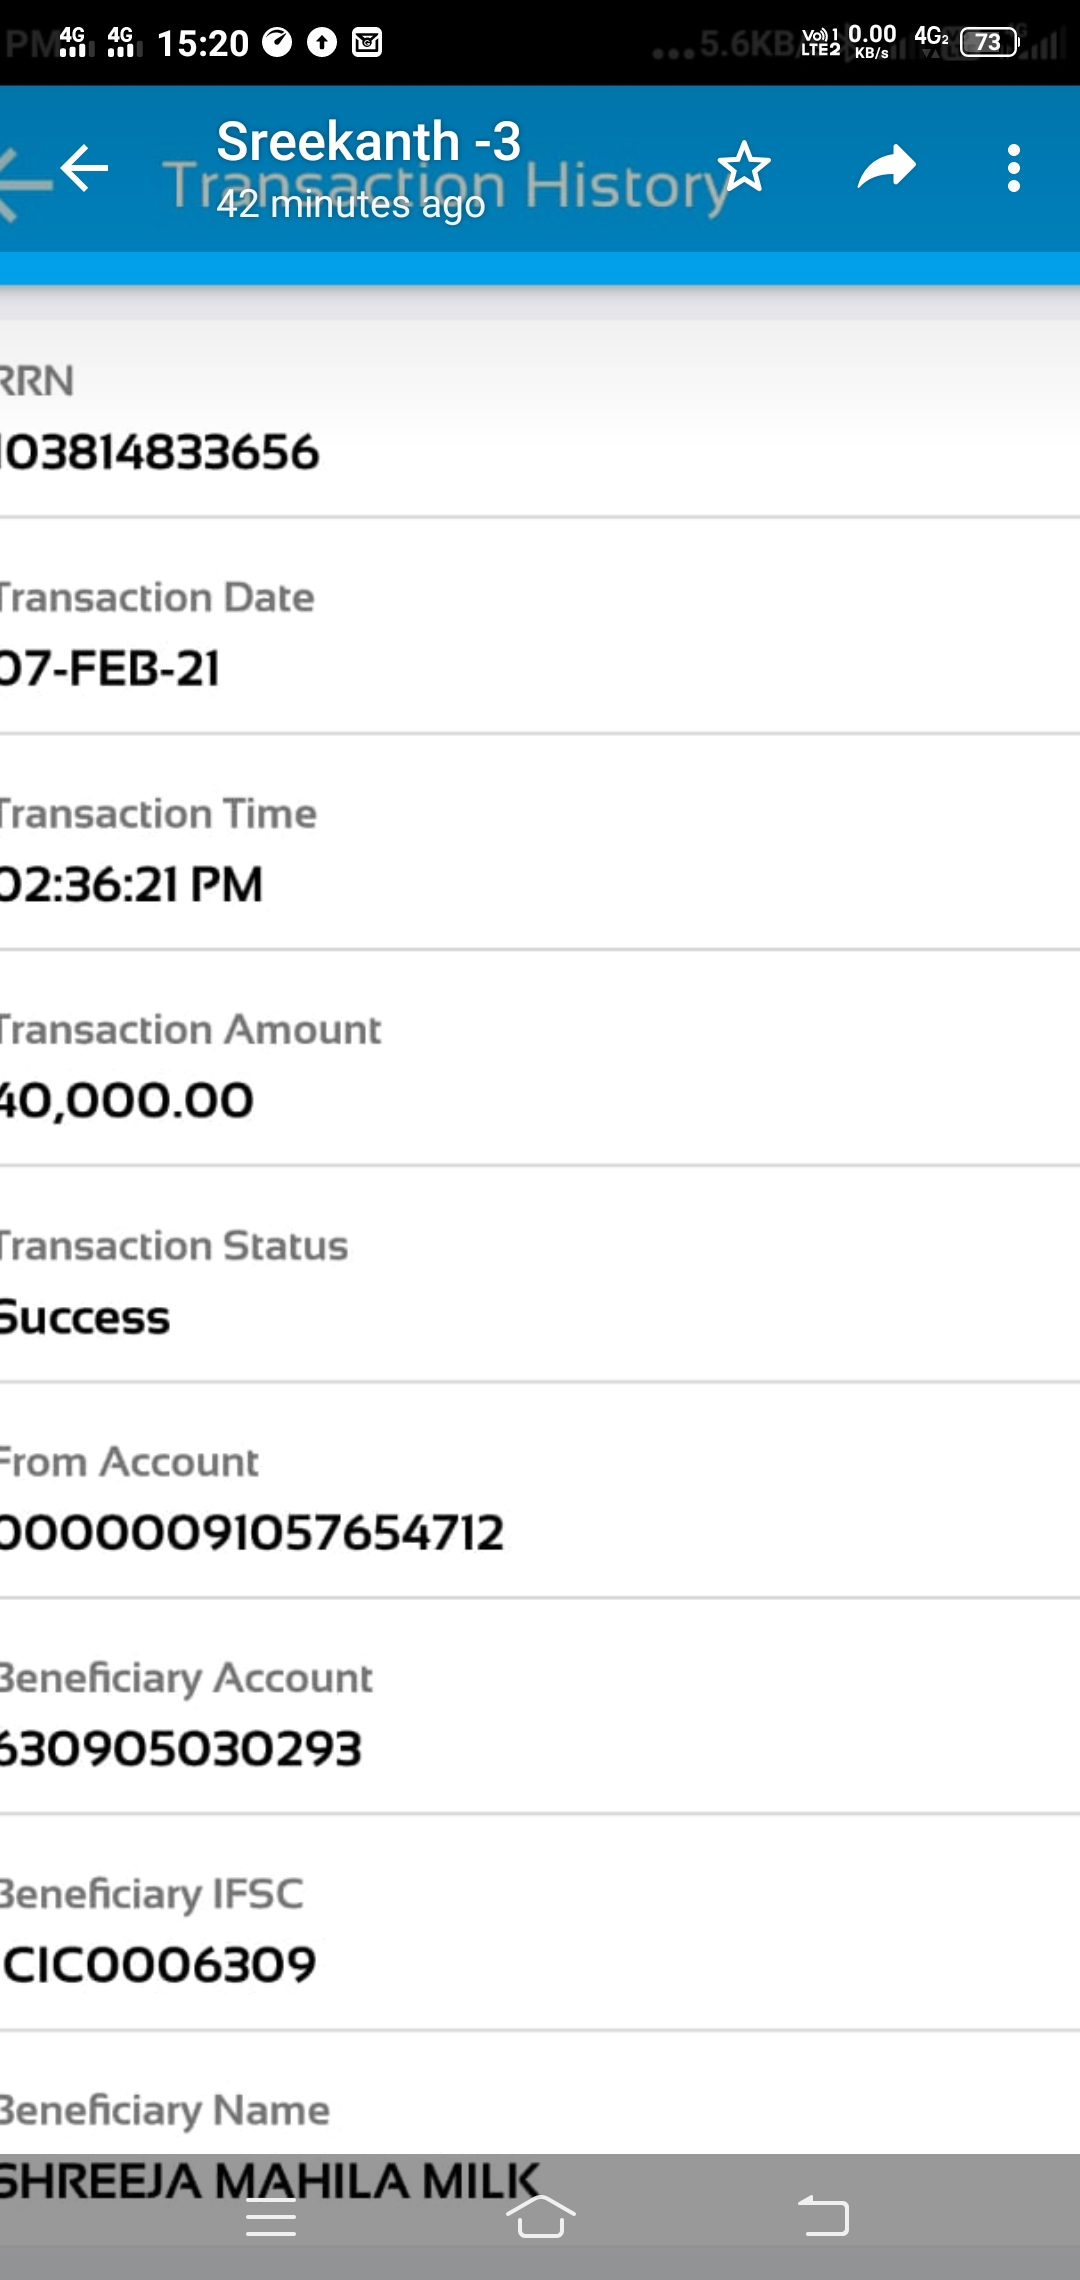 4G 4G 15:20 5.6KB/ Vo) 1 LTE2 0.00 KB/s 4G2 73
Sreekanth -3
Transaction History
42 minutes ago
RRN
103814833656
Transaction Date
07-FEB-21
Transaction Time
02:36:21 PM
Transaction Amount
40,000.00
Transaction Status
Success
From Account
00000091057654712
Beneficiary Account
630905030293
Beneficiary IFSC
ICIC0006309
Beneficiary Name
SHREEJA MAHILA MILK